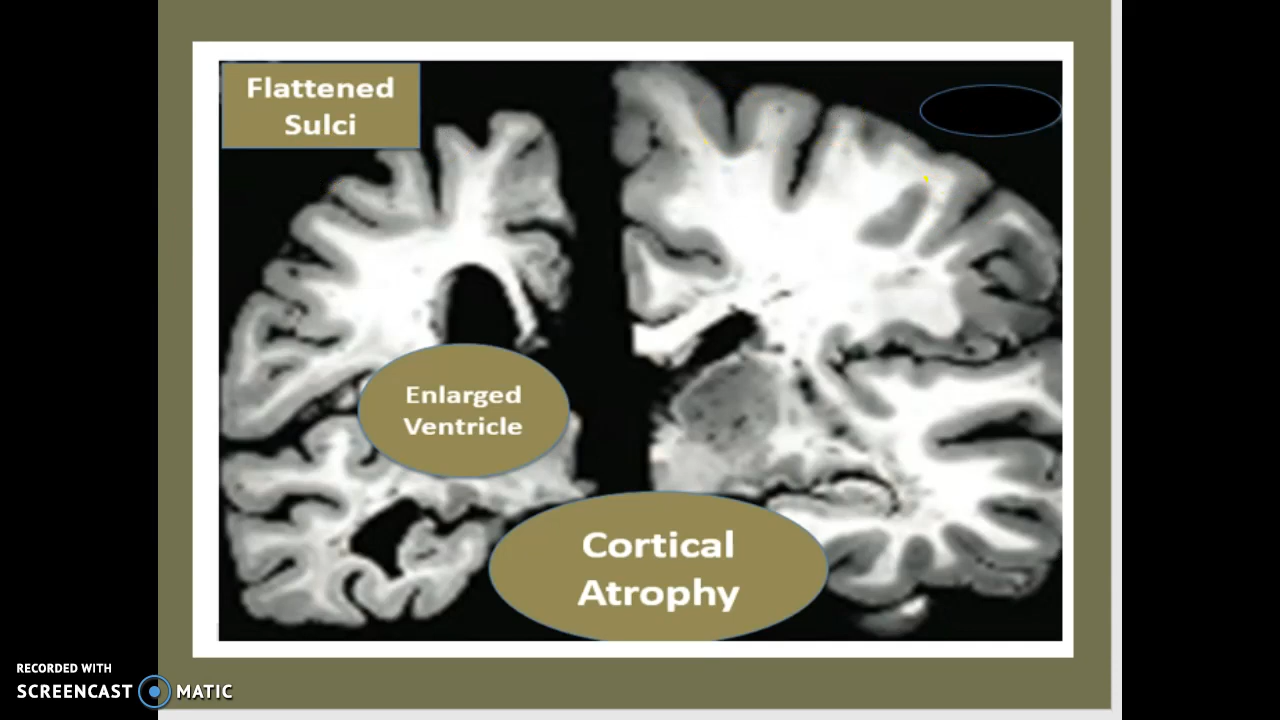 Flattened
Sulci
Enlarged
Ventricle
Cortical
Atrophy
RECORDED WITH
SCREENCAST MATIC